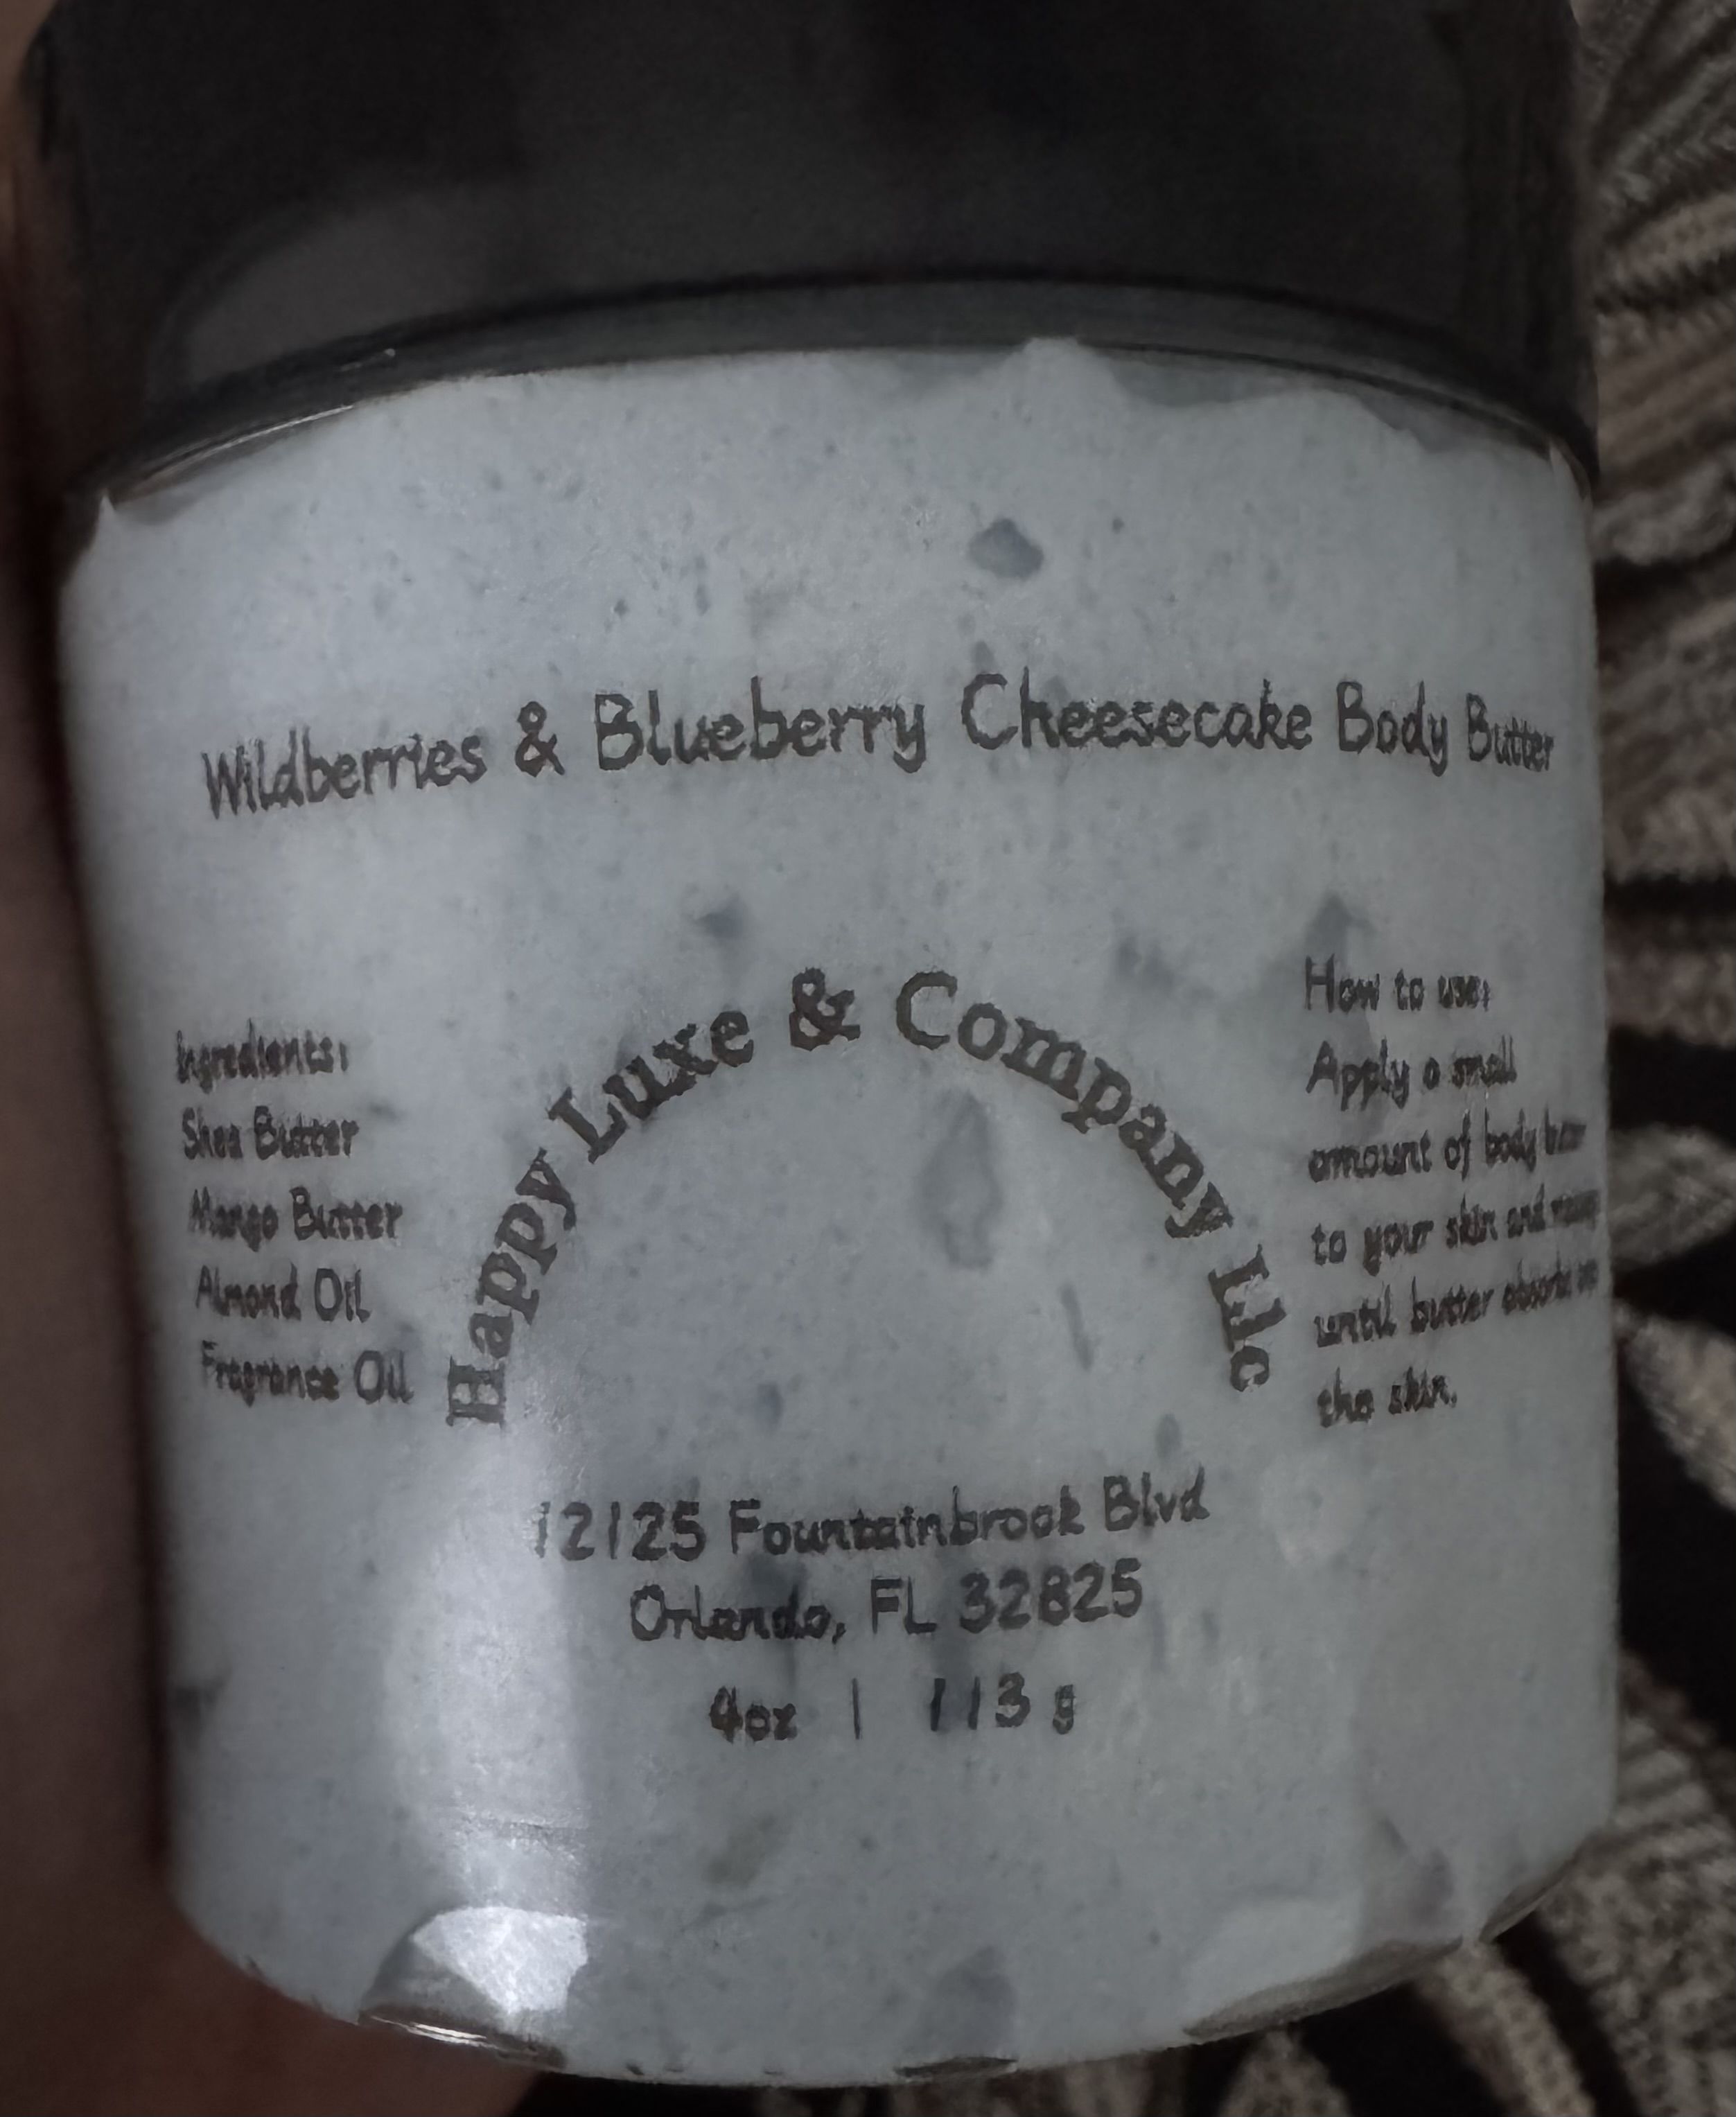 Wildberries & Blueberry Cheesecake Body Butter
Happy Luxe & Company Llc
Ingredients:
Shea Butter
Mango Butter
Almond Oil
Fragrance Oil
How to use:
Apply a small
amount of body
to your skin and
until butter absorbs
the skin.
12125 Fountainbrook Blvd
Orlando, FL 32825
4oz | 113 g